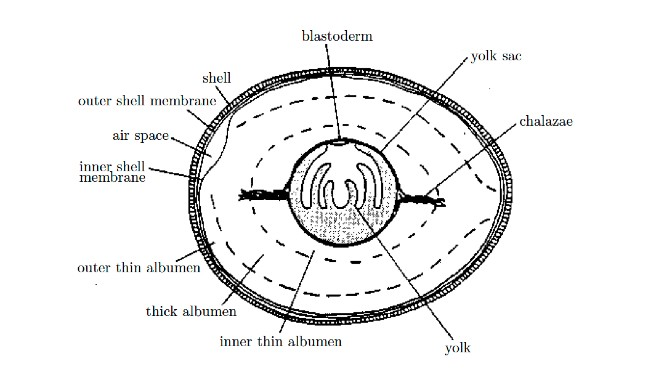 blastoderm
yolk sac
shell
outer shell membrane
chalazae
air space
inner shell
membrane
outer thin albumen
thick albumen
inner thin albumen
yolk